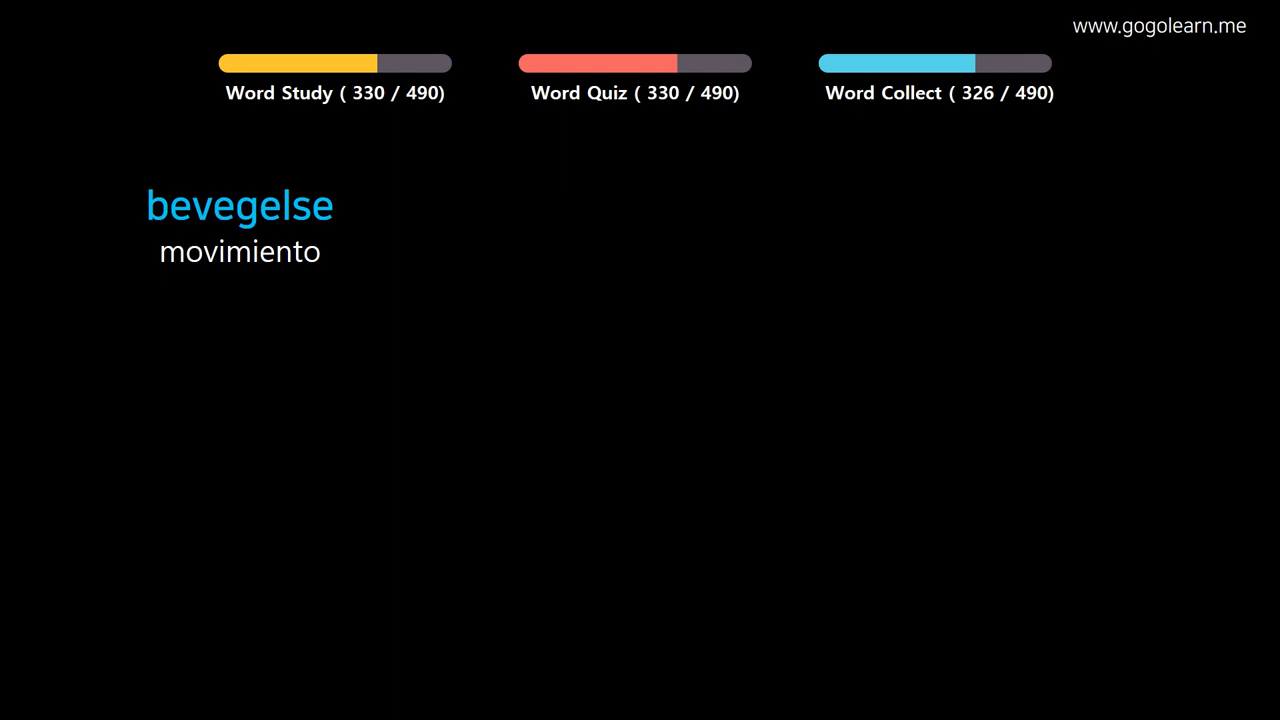 www.gogolearn.me
Word Study ( 330 / 490)
Word Quiz ( 330 / 490)
Word Collect ( 326 / 490)
bevegelse
movimiento